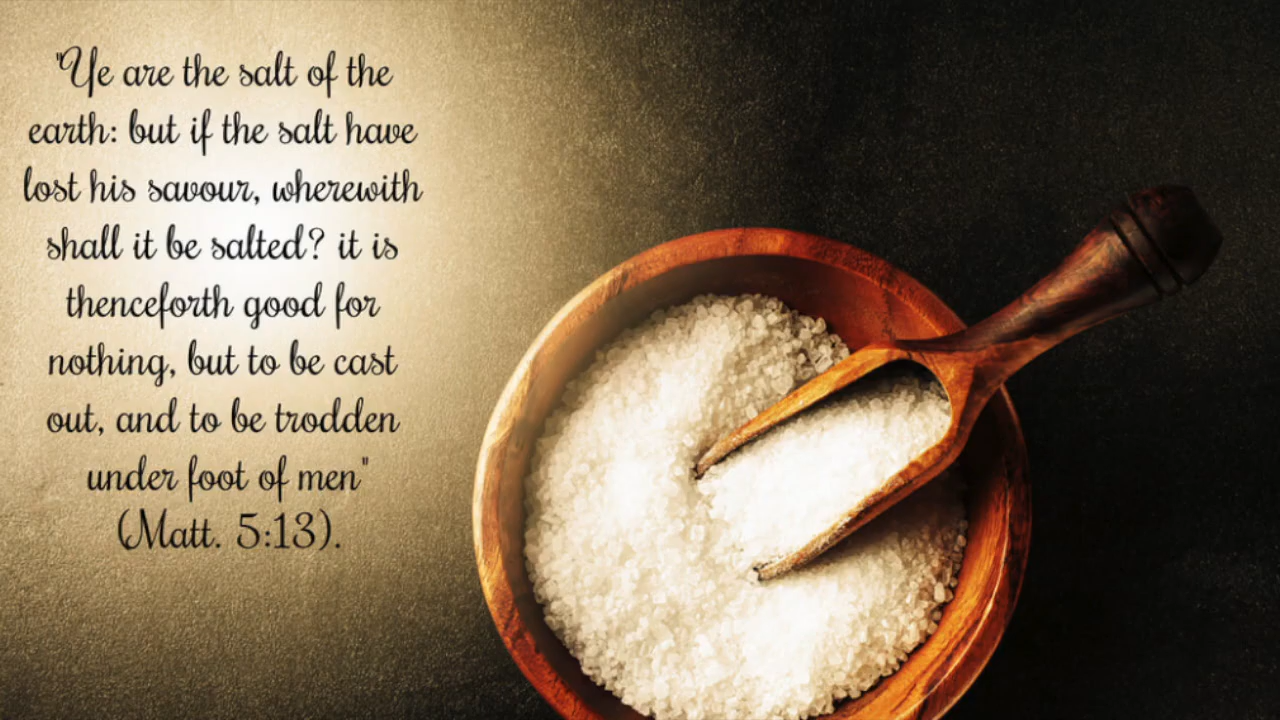 "Ye are the salt of the
earth: but if the salt have
lost his savour, wherewith
shall it be salted? it is
thenceforth good for
nothing, but to be cast
out, and to be trodden
under foot of men"
(Matt. 5:13).